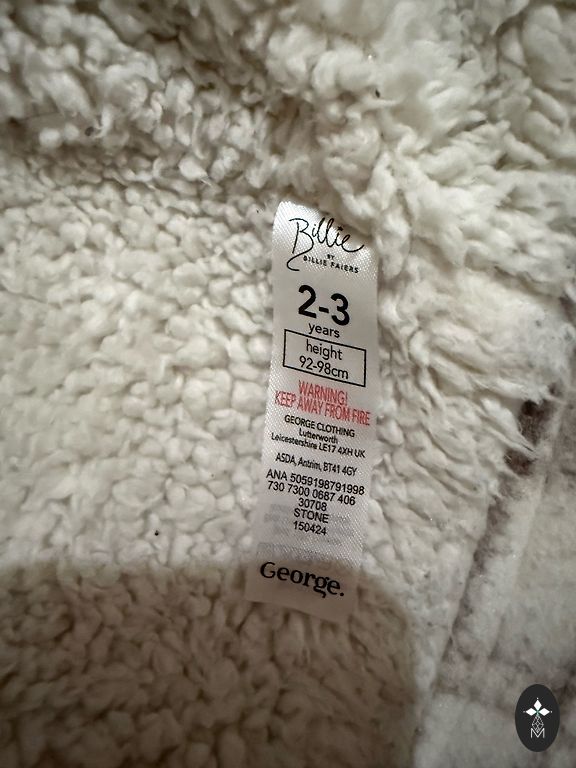 Billie
BY
BILLIE FAIERS
2-3
years
height
92-98cm
WARNING!
KEEP AWAY FROM FIRE
GEORGE CLOTHING
Lutterworth
Leicestershire LE17 4XH UK
ASDA, Antrim, BT41 4GY
ANA 5059198791998
730 7300 0687 406
30708
STONE
150424
George.
M